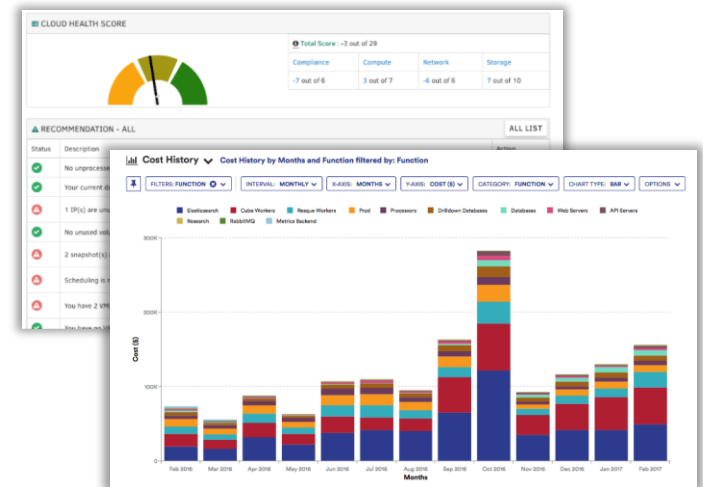 CLOUD HEALTH SCORE
Total Score : -3 out of 29
Compliance Compute Network Storage
-7 out of 6 3 out of 7 -6 out of 6 7 out of 10
RECOMMENDATION - ALL
ALL LIST
Status Description Action
No unprocesse
Your current d
1 IP(s) are unu
No unused volu
2 snapshot(s)
Scheduling is n
You have 2 VM
You have no VM
Cost History Cost History by Months and Function filtered by: Function
FILTERS: FUNCTION INTERVAL: MONTHLY X-AXIS: MONTHS Y-AXIS: COST ($) CATEGORY: FUNCTION CHART TYPE: BAR OPTIONS
Elasticsearch Cube Workers Resque Workers Prod Processors Drilldown Databases Databases Web Servers API Servers
Research RabbitMQ Metrics Backend
300K
200K
100K
0
Cost ($)
Feb 2016 Mar 2016 Apr 2016 May 2016 Jun 2016 Jul 2016 Aug 2016 Sep 2016 Oct 2016 Nov 2016 Dec 2016 Jan 2017 Feb 2017
Months